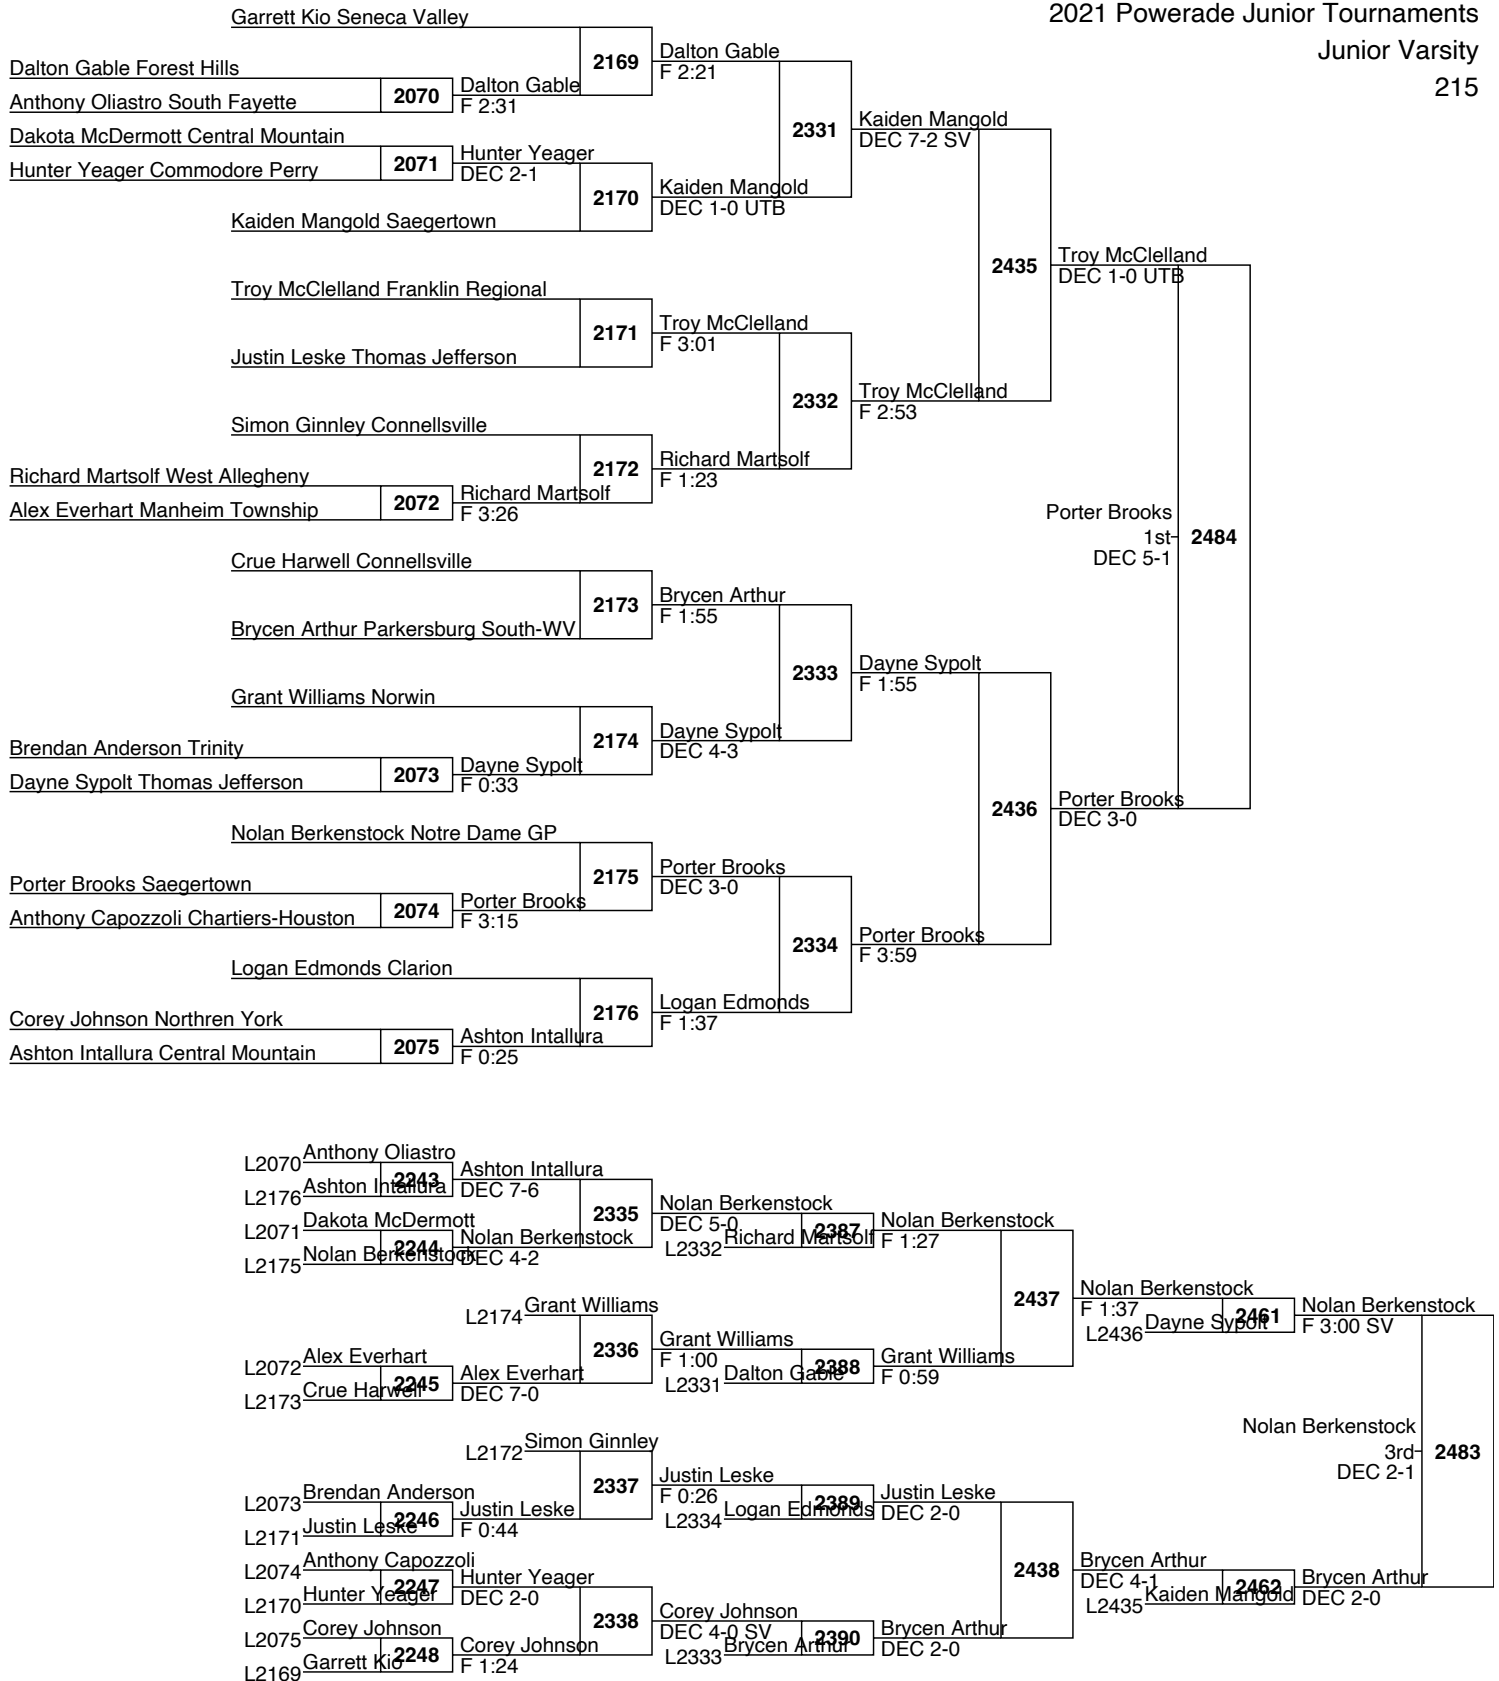 2021 Powerade Junior Tournaments
Junior Varsity
215
Garrett Kio Seneca Valley
2169
Dalton Gable
F 2:21
Dalton Gable Forest Hills
2070
Dalton Gable
F 2:31
Anthony Oliastro South Fayette
2331
Kaiden Mangold
DEC 7-2 SV
Dakota McDermott Central Mountain
2071
Hunter Yeager
DEC 2-1
Hunter Yeager Commodore Perry
2170
Kaiden Mangold
DEC 1-0 UTB
Kaiden Mangold Saegertown
2435
Troy McClelland
DEC 1-0 UTB
Troy McClelland Franklin Regional
2171
Troy McClelland
F 3:01
Justin Leske Thomas Jefferson
2332
Troy McClelland
F 2:53
Simon Ginnley Connellsville
2172
Richard Martsolf
F 1:23
Richard Martsolf West Allegheny
2072
Richard Martsolf
F 3:26
Alex Everhart Manheim Township
Porter Brooks
1st
2484
DEC 5-1
Crue Harwell Connellsville
2173
Brycen Arthur
F 1:55
Brycen Arthur Parkersburg South-WV
2333
Dayne Sypolt
F 1:55
Grant Williams Norwin
2174
Dayne Sypolt
DEC 4-3
Brendan Anderson Trinity
2073
Dayne Sypolt
F 0:33
Dayne Sypolt Thomas Jefferson
2436
Porter Brooks
DEC 3-0
Nolan Berkenstock Notre Dame GP
2175
Porter Brooks
DEC 3-0
Porter Brooks Saegertown
2074
Porter Brooks
F 3:15
Anthony Capozzoli Chartiers-Houston
2334
Porter Brooks
F 3:59
Logan Edmonds Clarion
2176
Logan Edmonds
F 1:37
Corey Johnson Northren York
2075
Ashton Intallura
F 0:25
Ashton Intallura Central Mountain
L2070 Anthony Oliastro
2243
Ashton Intallura
DEC 7-6
L2176 Ashton Intallura
2335
Nolan Berkenstock
DEC 5-0
L2071 Dakota McDermott
2244
Nolan Berkenstock
DEC 4-2
L2175 Nolan Berkenstock
2387
Nolan Berkenstock
F 1:27
L2332 Richard Martsolf
2437
Nolan Berkenstock
F 1:37
L2174 Grant Williams
2336
Grant Williams
F 1:00
L2072 Alex Everhart
2245
Alex Everhart
DEC 7-0
L2173 Crue Harwell
2388
Grant Williams
F 0:59
L2331 Dalton Gable
2461
Nolan Berkenstock
F 3:00 SV
L2436 Dayne Sypolt
Nolan Berkenstock
3rd
2483
DEC 2-1
L2172 Simon Ginnley
2337
Justin Leske
F 0:26
L2073 Brendan Anderson
2246
Justin Leske
F 0:44
L2171 Justin Leske
2389
Justin Leske
DEC 2-0
L2334 Logan Edmonds
2438
Brycen Arthur
DEC 4-1
L2074 Anthony Capozzoli
2247
Hunter Yeager
DEC 2-0
L2170 Hunter Yeager
2462
Brycen Arthur
DEC 2-0
L2435 Kaiden Mangold
2338
Corey Johnson
DEC 4-0 SV
L2075 Corey Johnson
2248
Corey Johnson
F 1:24
L2169 Garrett Kio
2390
Brycen Arthur
DEC 2-0
L2333 Brycen Arthur